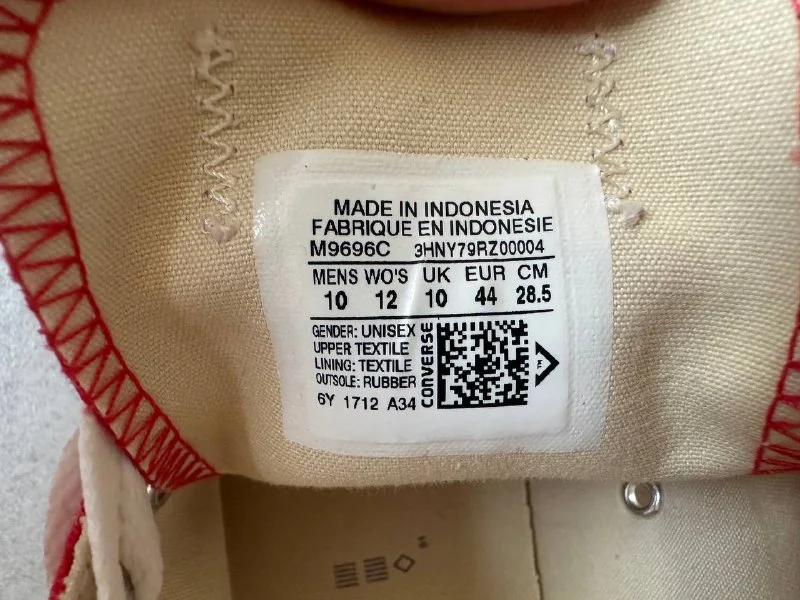 MADE IN INDONESIA
FABRIQUE EN INDONESIE
M9696C 3HNY79RZ00004
MENS WO'S UK EUR CM
10 12 10 44 28.5
GENDER: UNISEX
UPPER TEXTILE
LINING: TEXTILE
OUTSOLE: RUBBER
6Y 1712 A34
CONVERSE